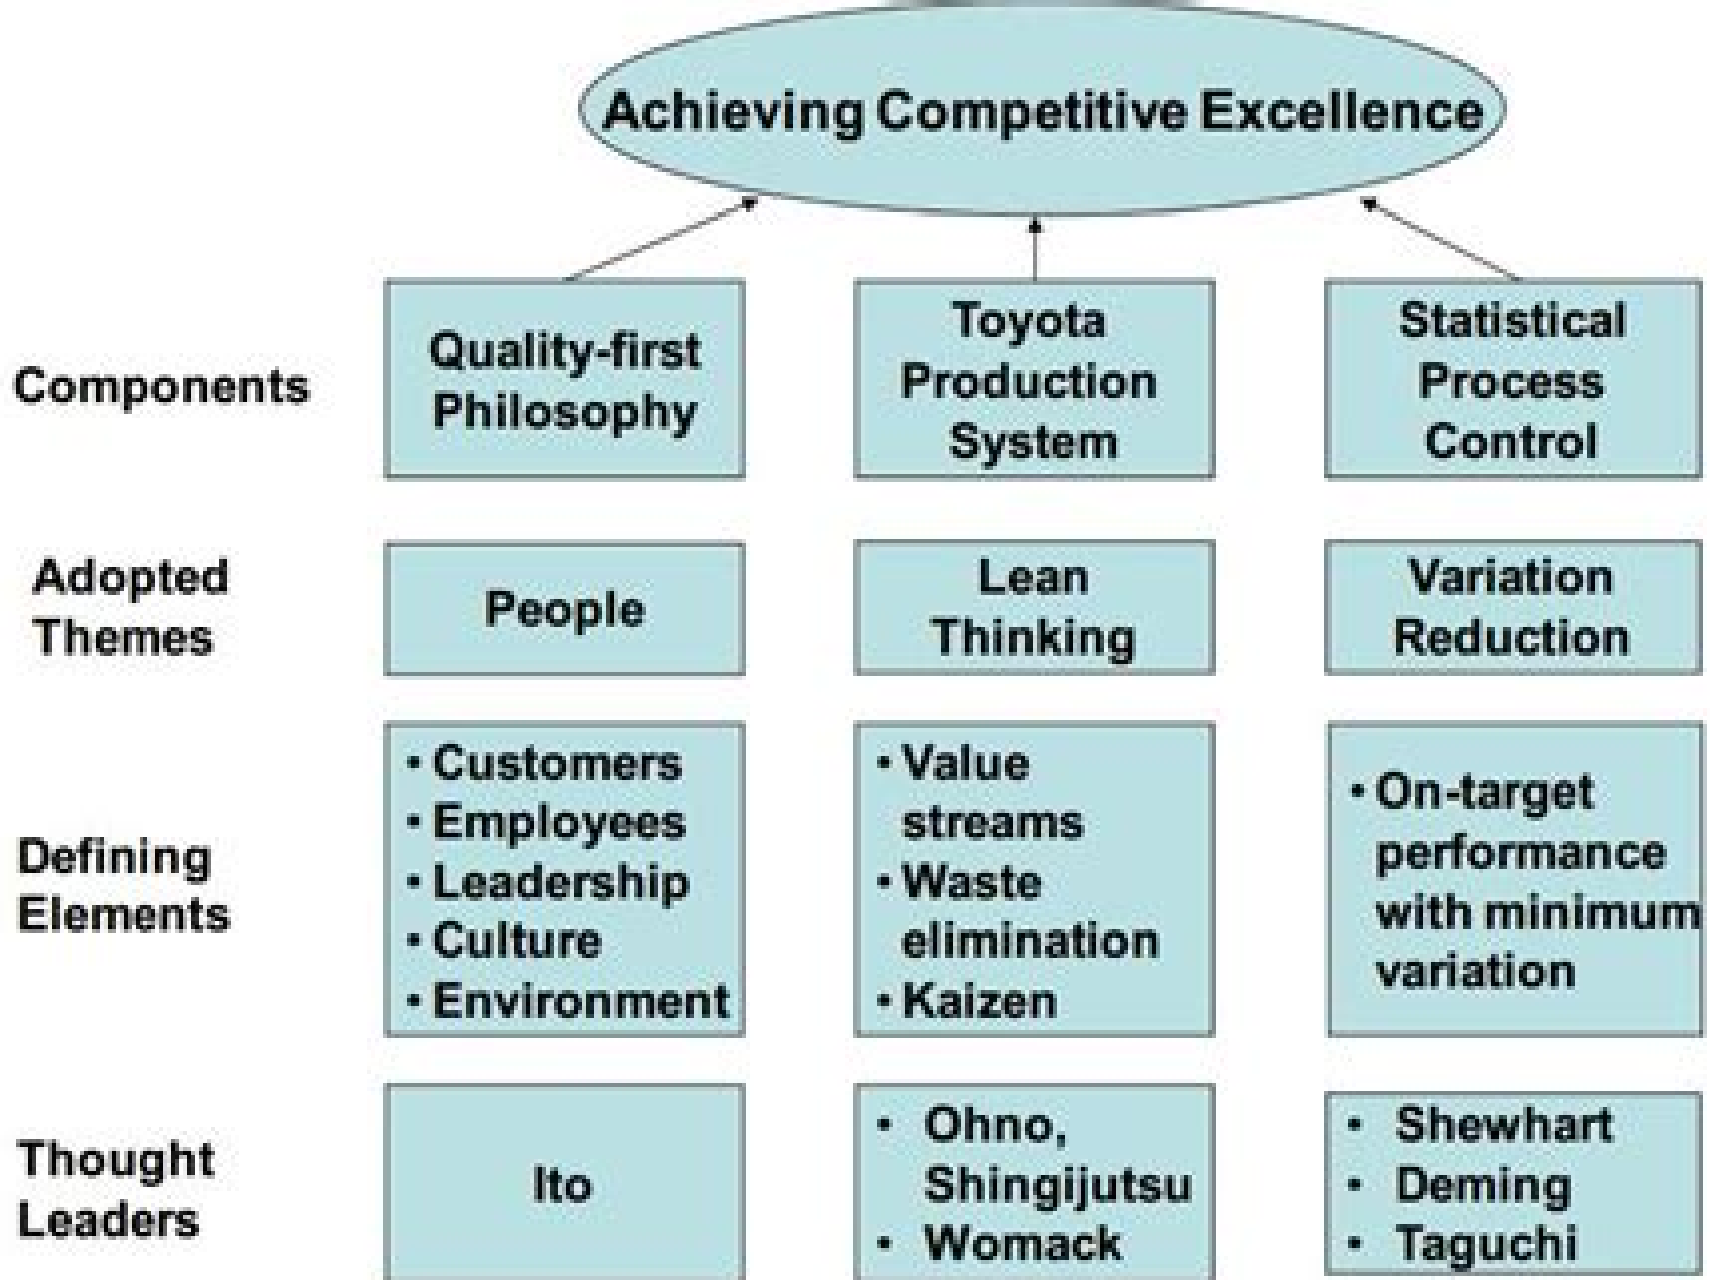 Achieving Competitive Excellence
Components
Quality-first
Philosophy
Toyota
Production
System
Statistical
Process
Control
Adopted
Themes
People
Lean
Thinking
Variation
Reduction
Defining
Elements
• Customers
• Employees
• Leadership
• Culture
• Environment
• Value
streams
• Waste
elimination
• Kaizen
• On-target
performance
with minimum
variation
Thought
Leaders
Ito
• Ohno,
Shingijutsu
• Womack
• Shewhart
• Deming
• Taguchi